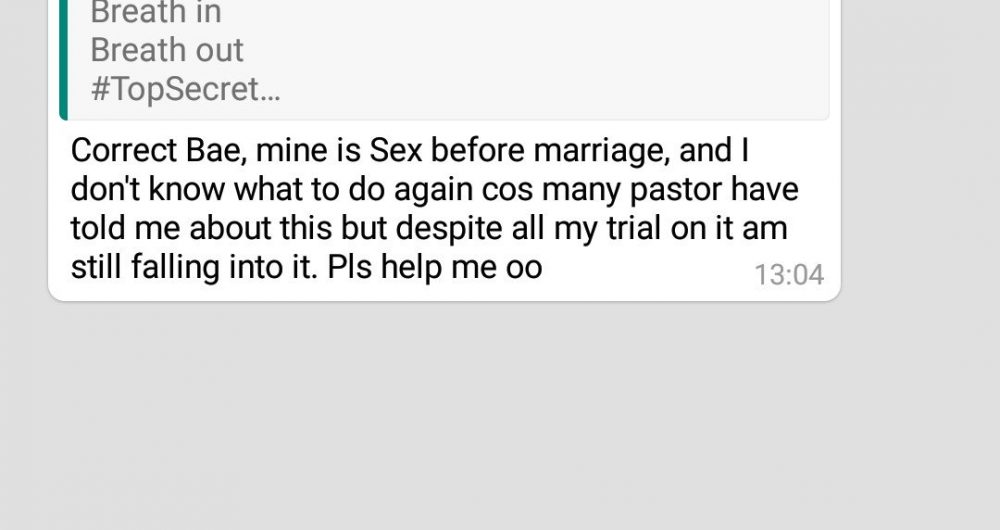 Breath in
Breath out
#TopSecret...
Correct Bae, mine is Sex before marriage, and I
don't know what to do again cos many pastor have
told me about this but despite all my trial on it am
still falling into it. Pls help me oo
13:04